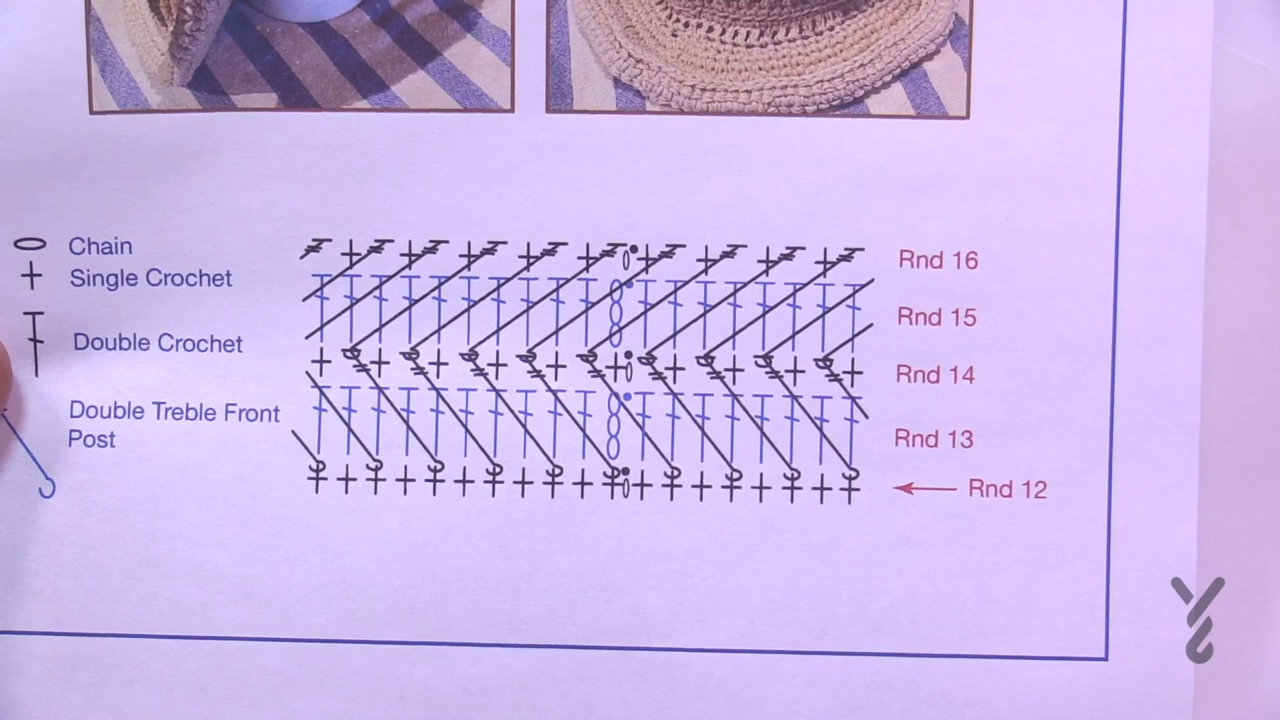 Chain
Single Crochet
Double Crochet
Double Treble Front
Post
Rnd 16
Rnd 15
Rnd 14
Rnd 13
Rnd 12